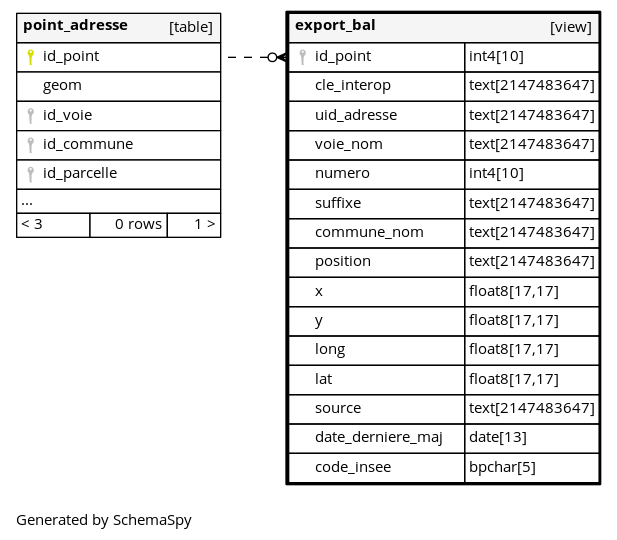 point_adresse [table]
id_point
geom
id_voie
id_commune
id_parcelle
...
< 3 0 rows 1 >
export_bal [view]
id_point int4[10]
cle_interop text[2147483647]
uid_adresse text[2147483647]
voie_nom text[2147483647]
numero int4[10]
suffixe text[2147483647]
commune_nom text[2147483647]
position text[2147483647]
x float8[17,17]
y float8[17,17]
long float8[17,17]
lat float8[17,17]
source text[2147483647]
date_derniere_maj date[13]
code_insee bpchar[5]
Generated by SchemaSpy